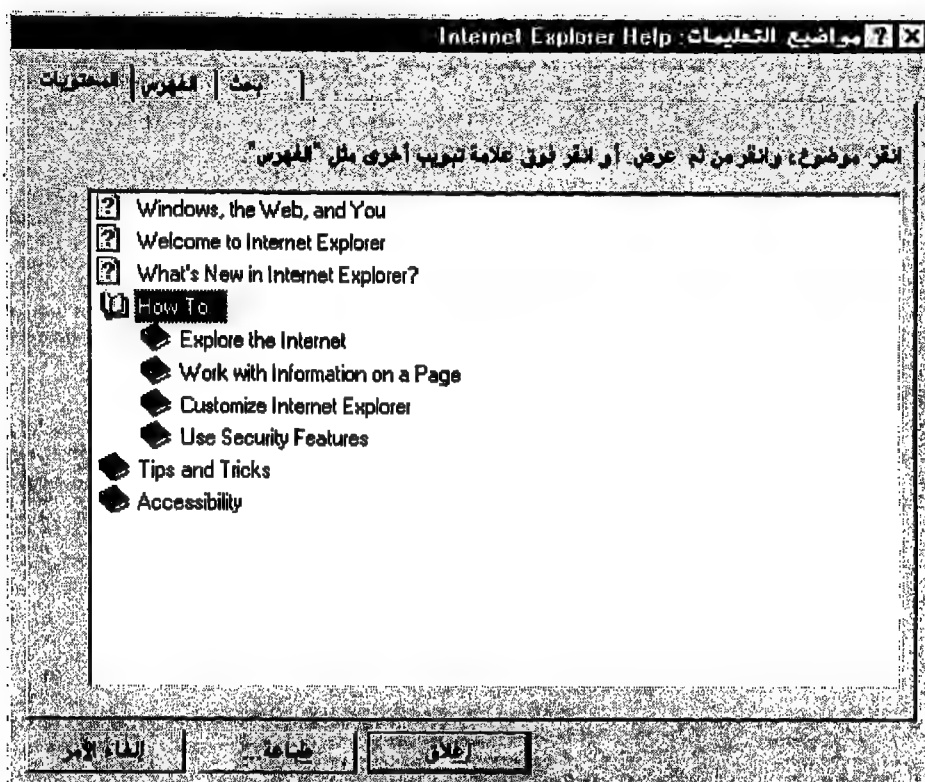 مواضيع التعليمات: Internet Explorer Help
المحتويات الفهرس بحث
انقر موضوع، وانقر من ثم عرض. أو انقر فوق علامة تبويب أخرى مثل "الفهرس".
Windows, the Web, and You
Welcome to Internet Explorer
What's New in Internet Explorer?
How To
Explore the Internet
Work with Information on a Page
Customize Internet Explorer
Use Security Features
Tips and Tricks
Accessibility
إغلاق طباعة... إلغاء الأمر